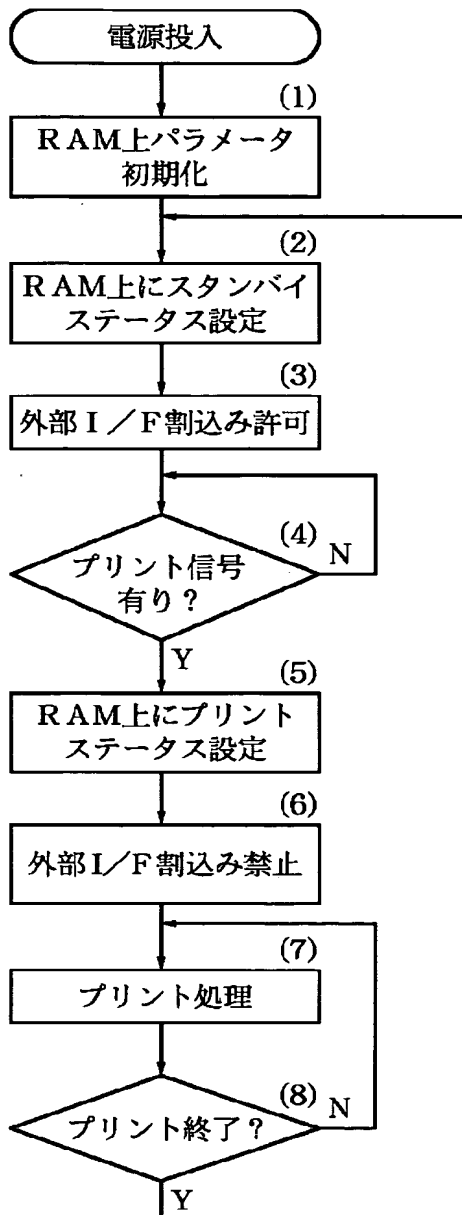 電源投入
(1)
RAM上パラメータ
初期化
(2)
RAM上にスタンバイ
ステータス設定
(3)
外部I/F割込み許可
(4)
プリント信号
有り?
N
Y
(5)
RAM上にプリント
ステータス設定
(6)
外部I/F割込み禁止
(7)
プリント処理
(8)
プリント終了?
N
Y